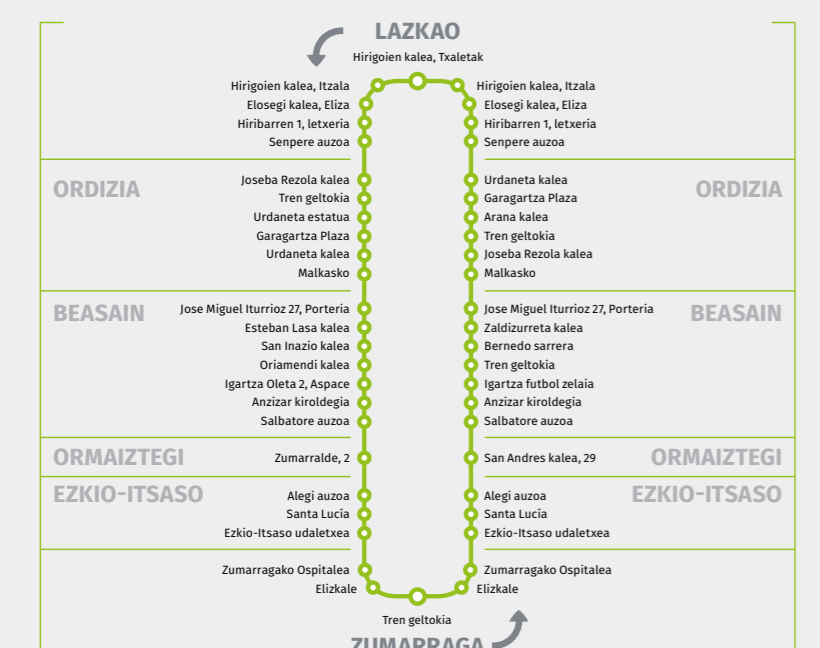 LAZKAO
Hirigoien kalea, Txaletak
Hirigoien kalea, Itzala
Elosegi kalea, Eliza
Hiribarren 1, letxeria
Senpere auzoa
Hirigoien kalea, Itzala
Elosegi kalea, Eliza
Hiribarren 1, letxeria
Senpere auzoa
ORDIZIA
Joseba Rezola kalea
Tren geltokia
Urdaneta estatua
Garagartza Plaza
Urdaneta kalea
Malkasko
Urdaneta kalea
Garagartza Plaza
Arana kalea
Tren geltokia
Joseba Rezola kalea
Malkasko
ORDIZIA
BEASAIN
Jose Miguel Iturrioz 27, Porteria
Esteban Lasa kalea
San Inazio kalea
Oriamendi kalea
Igartza Oleta 2, Aspace
Anzizar kiroldegia
Salbatore auzoa
Jose Miguel Iturrioz 27, Porteria
Zaldizurreta kalea
Bernedo sarrera
Tren geltokia
Igartza futbol zelaia
Anzizar kiroldegia
Salbatore auzoa
BEASAIN
ORMAIZTEGI
Zumarralde, 2
San Andres kalea, 29
ORMAIZTEGI
EZKIO-ITSASO
Alegi auzoa
Santa Lucía
Ezkio-Itsaso udaletxea
Alegi auzoa
Santa Lucía
Ezkio-Itsaso udaletxea
EZKIO-ITSASO
Zumarragako Ospitalea
Elizkale
Zumarragako Ospitalea
Elizkale
Tren geltokia
ZUMARRAGA